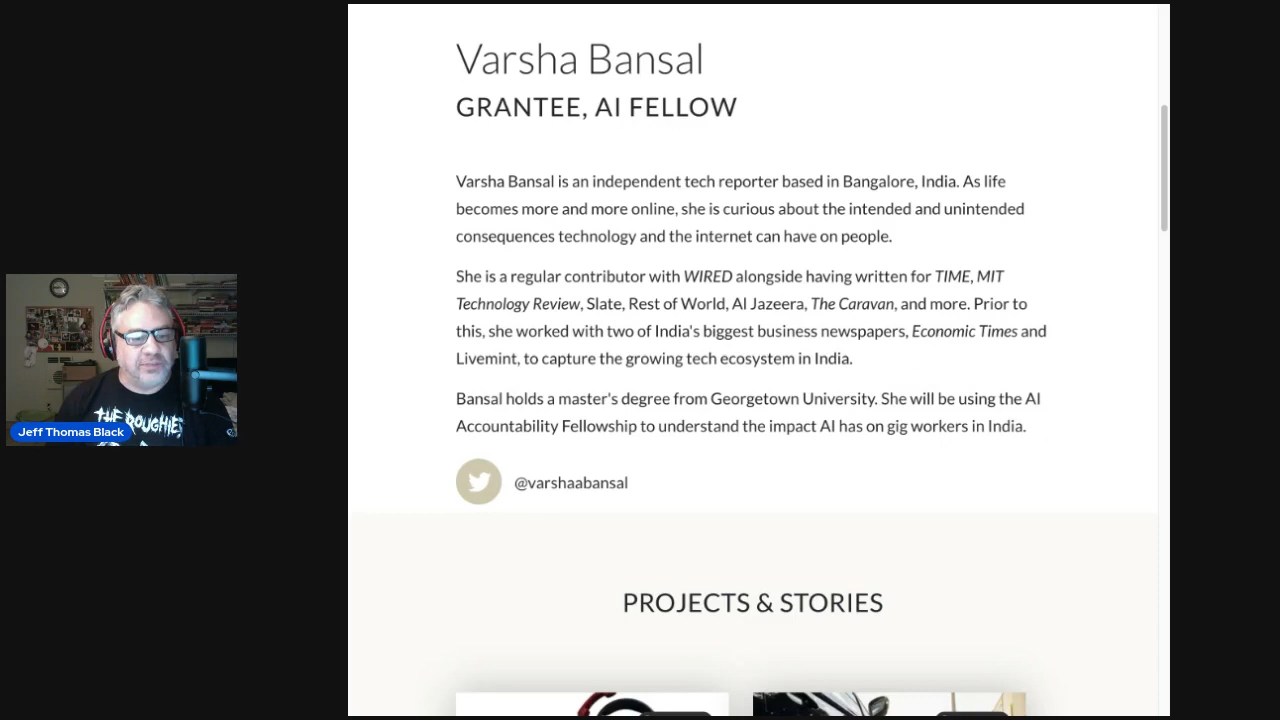 Varsha Bansal
GRANTEE, AI FELLOW
Varsha Bansal is an independent tech reporter based in Bangalore, India. As life
becomes more and more online, she is curious about the intended and unintended
consequences technology and the internet can have on people.
She is a regular contributor with WIRED alongside having written for TIME, MIT
Technology Review, Slate, Rest of World, Al Jazeera, The Caravan, and more. Prior to
this, she worked with two of India's biggest business newspapers, Economic Times and
Livemint, to capture the growing tech ecosystem in India.
Bansal holds a master's degree from Georgetown University. She will be using the AI
Accountability Fellowship to understand the impact AI has on gig workers in India.
@varshaabansal
PROJECTS & STORIES
THE ROUGHIES
Jeff Thomas Black